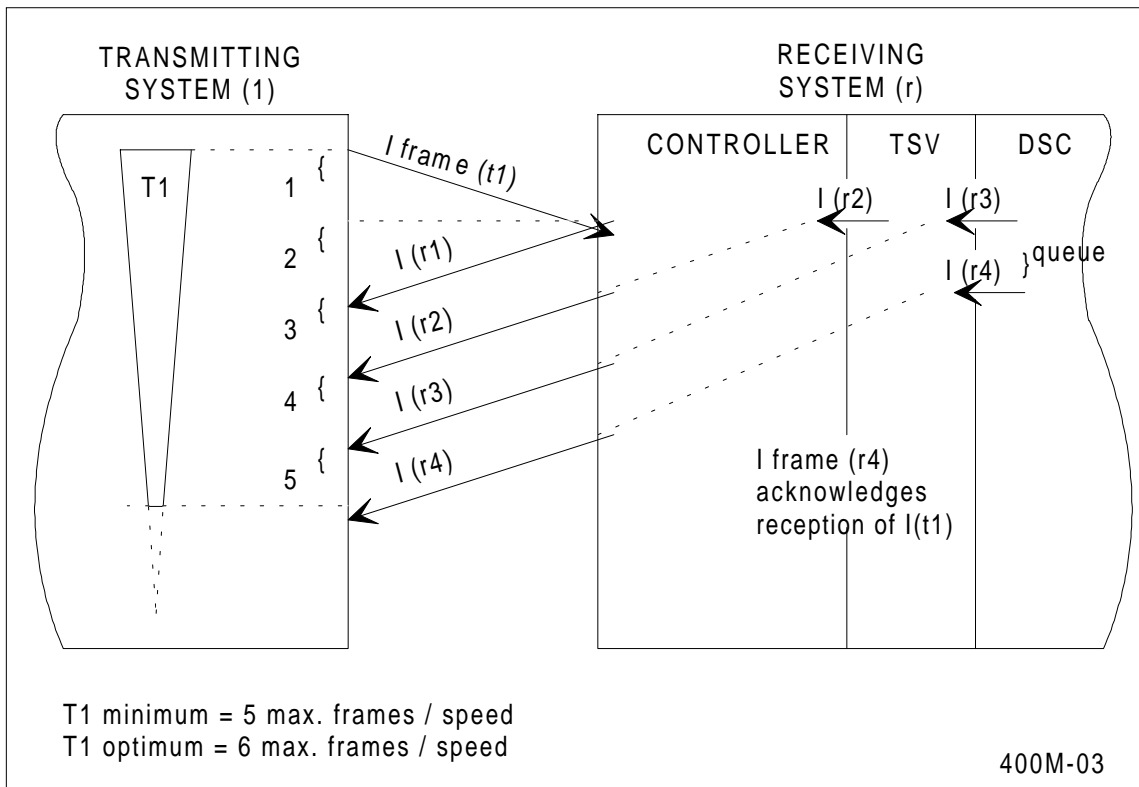 TRANSMITTING
SYSTEM (1)
RECEIVING
SYSTEM (r)
CONTROLLER
TSV
DSC
T1
1 {
2 {
3 {
4 {
5 {
I frame (t1)
I (r1)
I (r2)
I (r3)
I (r4)
I (r2)
I (r3)
I (r4)
} queue
I frame (r4)
acknowledges
reception of I(t1)
T1 minimum = 5 max. frames / speed
T1 optimum = 6 max. frames / speed
400M-03